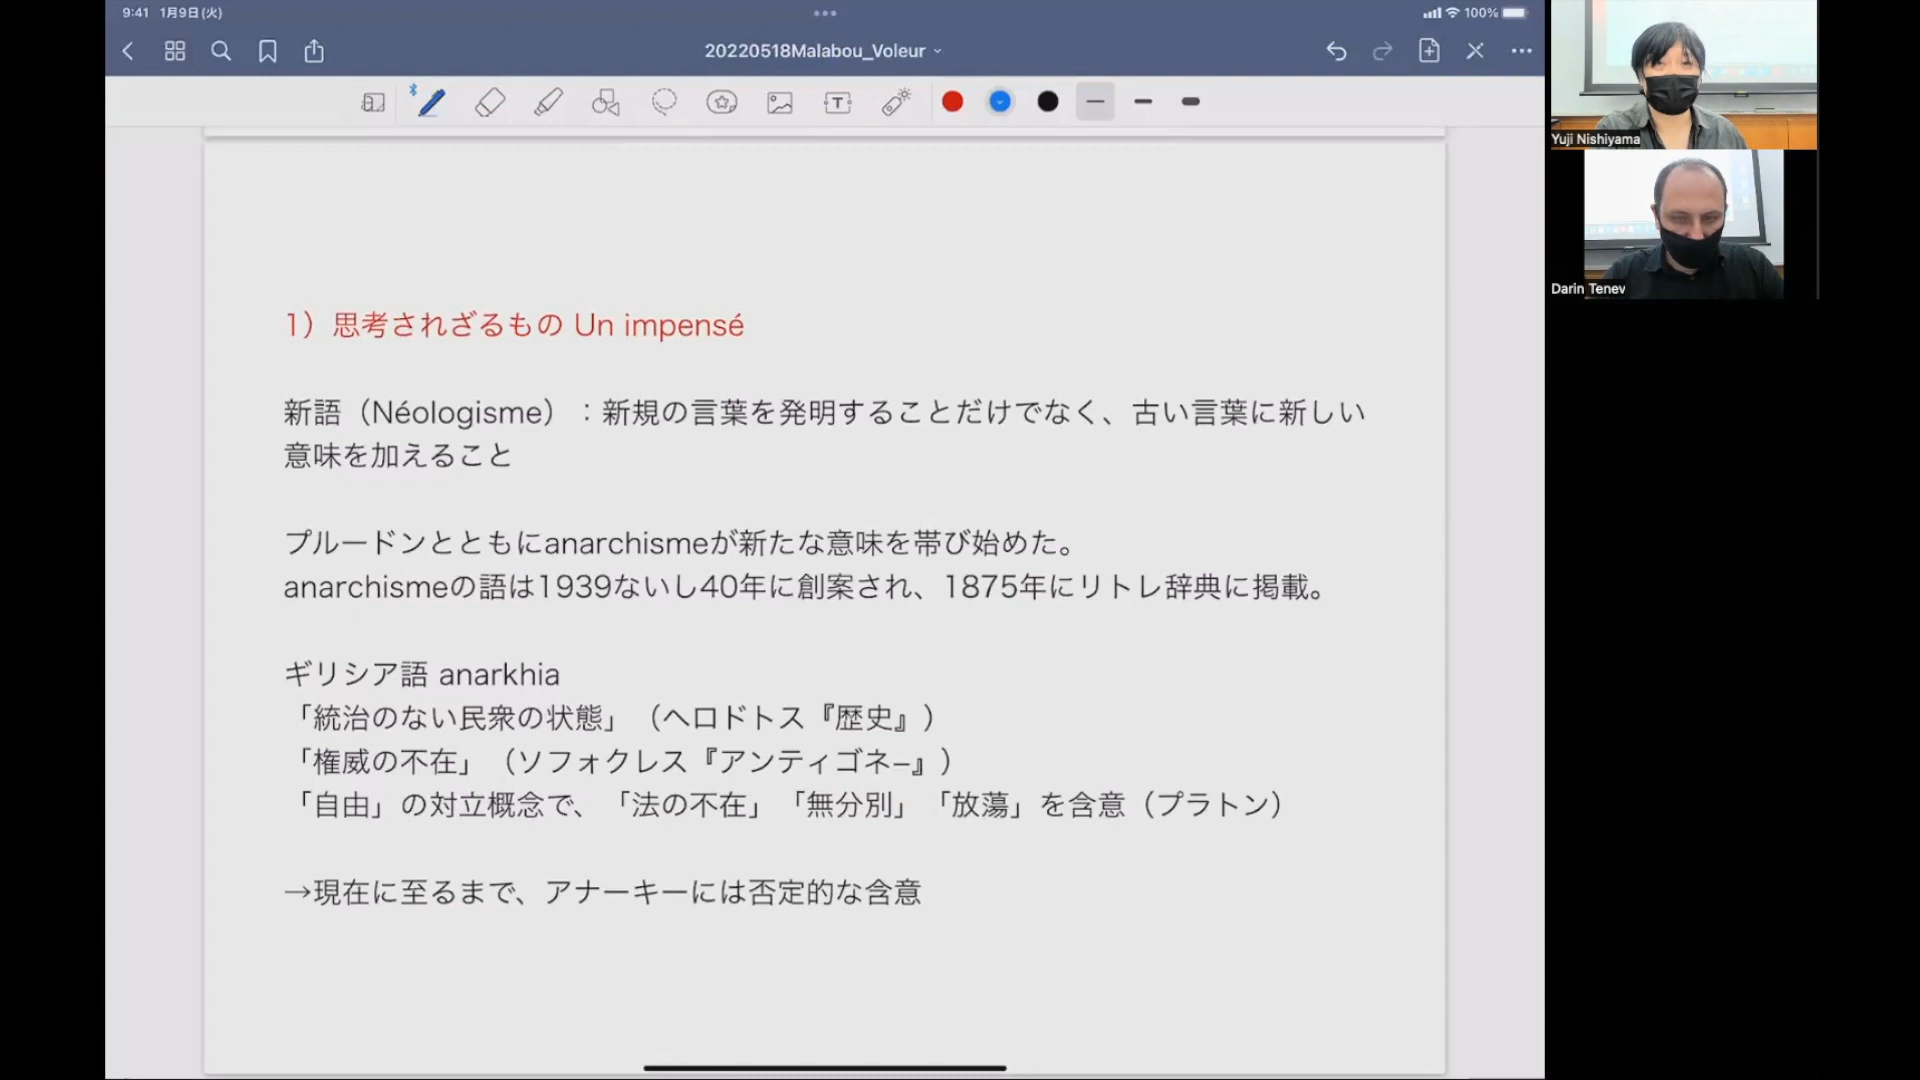 9:41 1月9日(火)
100%
20220518Malabou_Voleur
Yuji Nishiyama
Darin Tenev
1）思考されざるもの Un impensé
新語（Néologisme）：新規の言葉を発明することだけでなく、古い言葉に新しい
意味を加えること
プルードンとともにanarchismeが新たな意味を帯び始めた。
anarchismeの語は1939ないし40年に創案され、1875年にリトレ辞典に掲載。
ギリシア語 anarkhia
「統治のない民衆の状態」（ヘロドトス『歴史』）
「権威の不在」（ソフォクレス『アンティゴネ−』）
「自由」の対立概念で、「法の不在」「無分別」「放蕩」を含意（プラトン）
→現在に至るまで、アナーキーには否定的な含意